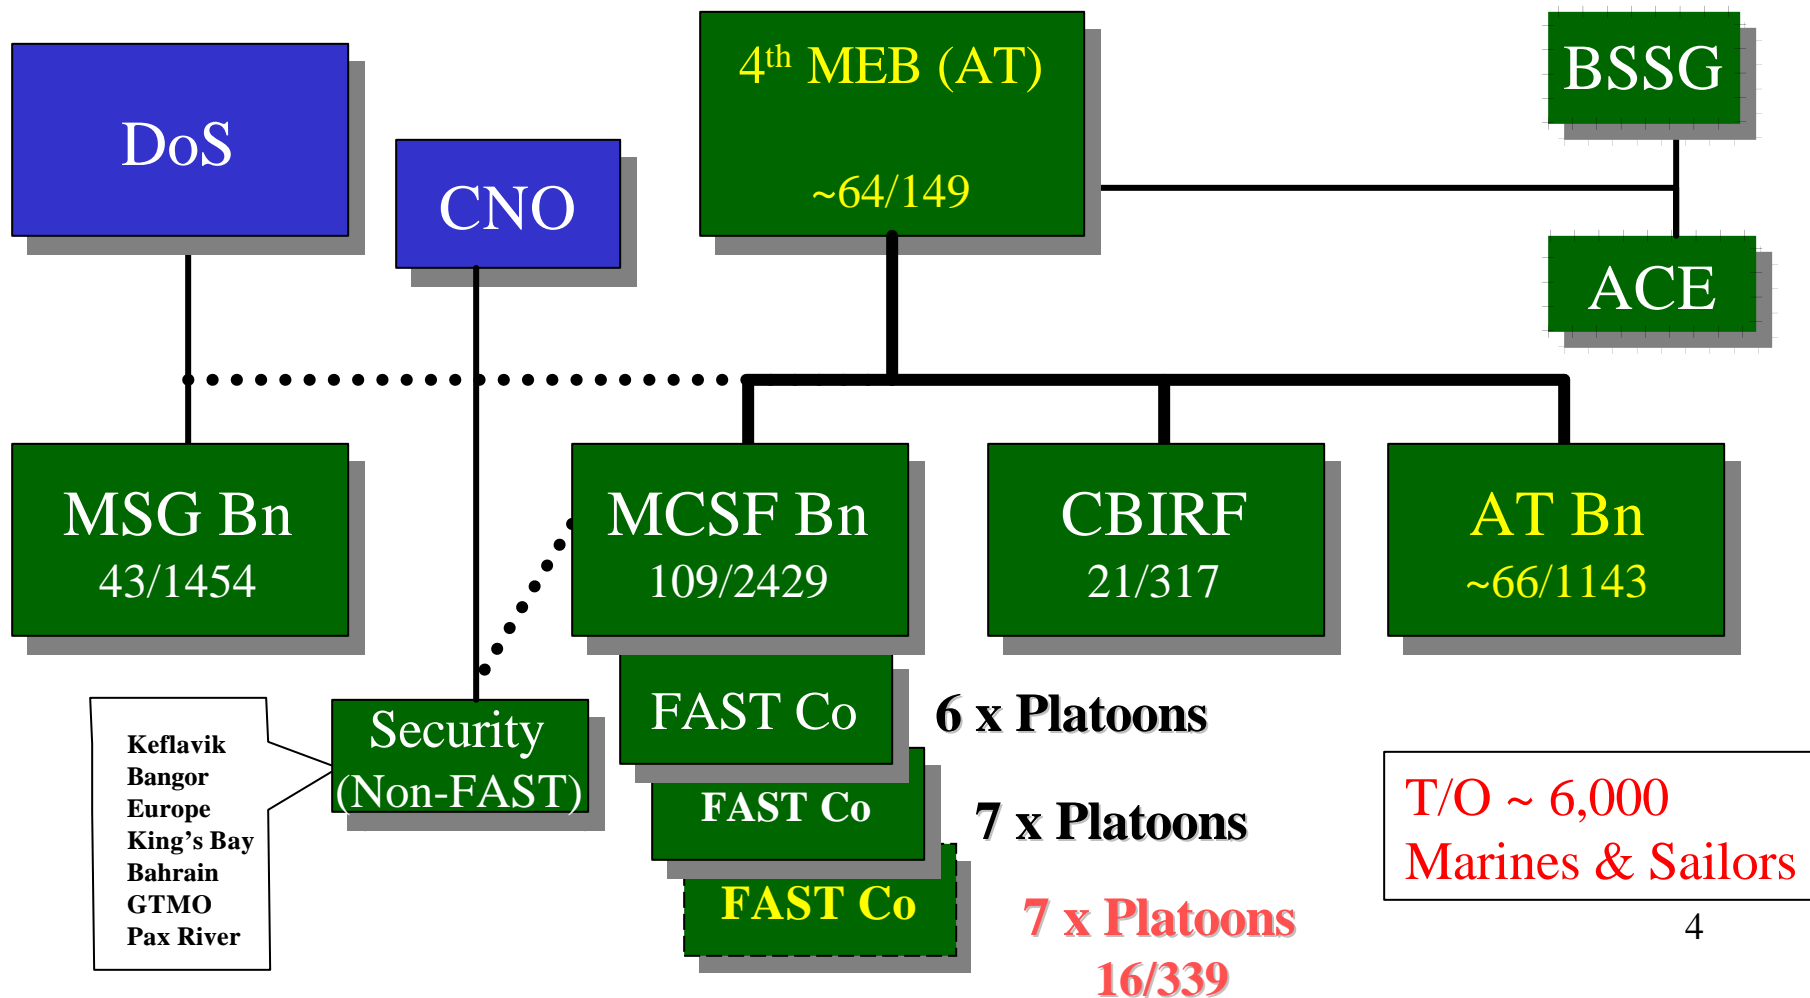 DoS
CNO
4th MEB (AT)
~64/149
BSSG
ACE
MSG Bn
43/1454
MCSF Bn
109/2429
CBIRF
21/317
AT Bn
~66/1143
Security
(Non-FAST)
Keflavik
Bangor
Europe
King’s Bay
Bahrain
GTMO
Pax River
FAST Co
6 x Platoons
FAST Co
7 x Platoons
FAST Co
7 x Platoons
16/339
T/O ~ 6,000
Marines & Sailors
4